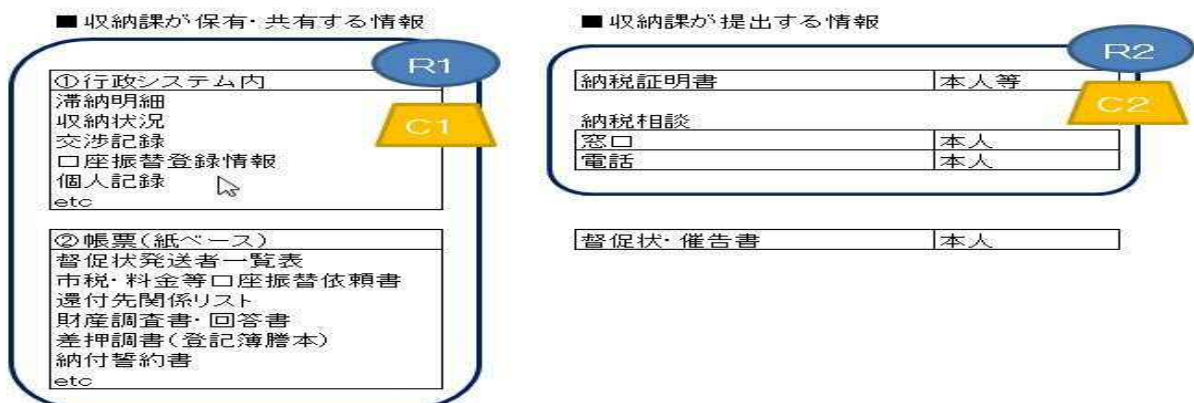 ■収納課が保有・共有する情報
R1
①行政システム内
滞納明細
収納状況
C1
交渉記録
口座振替登録情報
個人記録
etc
②帳票(紙ベース)
督促状発送者一覧表
市税・料金等口座振替依頼書
還付先関係リスト
財産調査書・回答書
差押調書(登記簿謄本)
納付誓約書
etc
■収納課が提出する情報
R2
納税証明書 本人等
C2
納税相談
窓口 本人
電話 本人
督促状・催告書 本人